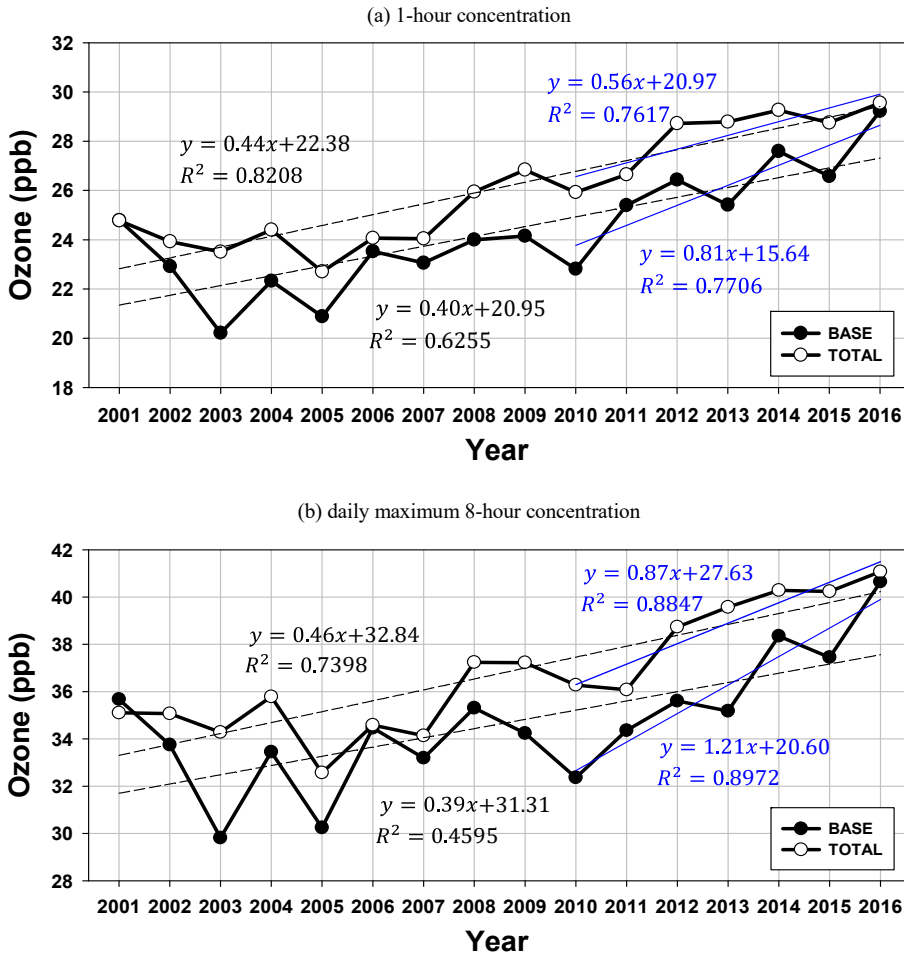 (a) 1-hour concentration
32
30
28
26
24
22
20
18
Ozone (ppb)
y = 0.56x+20.97
R² = 0.7617
y = 0.44x+22.38
R² = 0.8208
y = 0.81x+15.64
R² = 0.7706
y = 0.40x+20.95
R² = 0.6255
BASE
TOTAL
2001 2002 2003 2004 2005 2006 2007 2008 2009 2010 2011 2012 2013 2014 2015 2016
Year
(b) daily maximum 8-hour concentration
42
40
38
36
34
32
30
28
Ozone (ppb)
y = 0.87x+27.63
R² = 0.8847
y = 0.46x+32.84
R² = 0.7398
y = 1.21x+20.60
R² = 0.8972
y = 0.39x+31.31
R² = 0.4595
BASE
TOTAL
2001 2002 2003 2004 2005 2006 2007 2008 2009 2010 2011 2012 2013 2014 2015 2016
Year